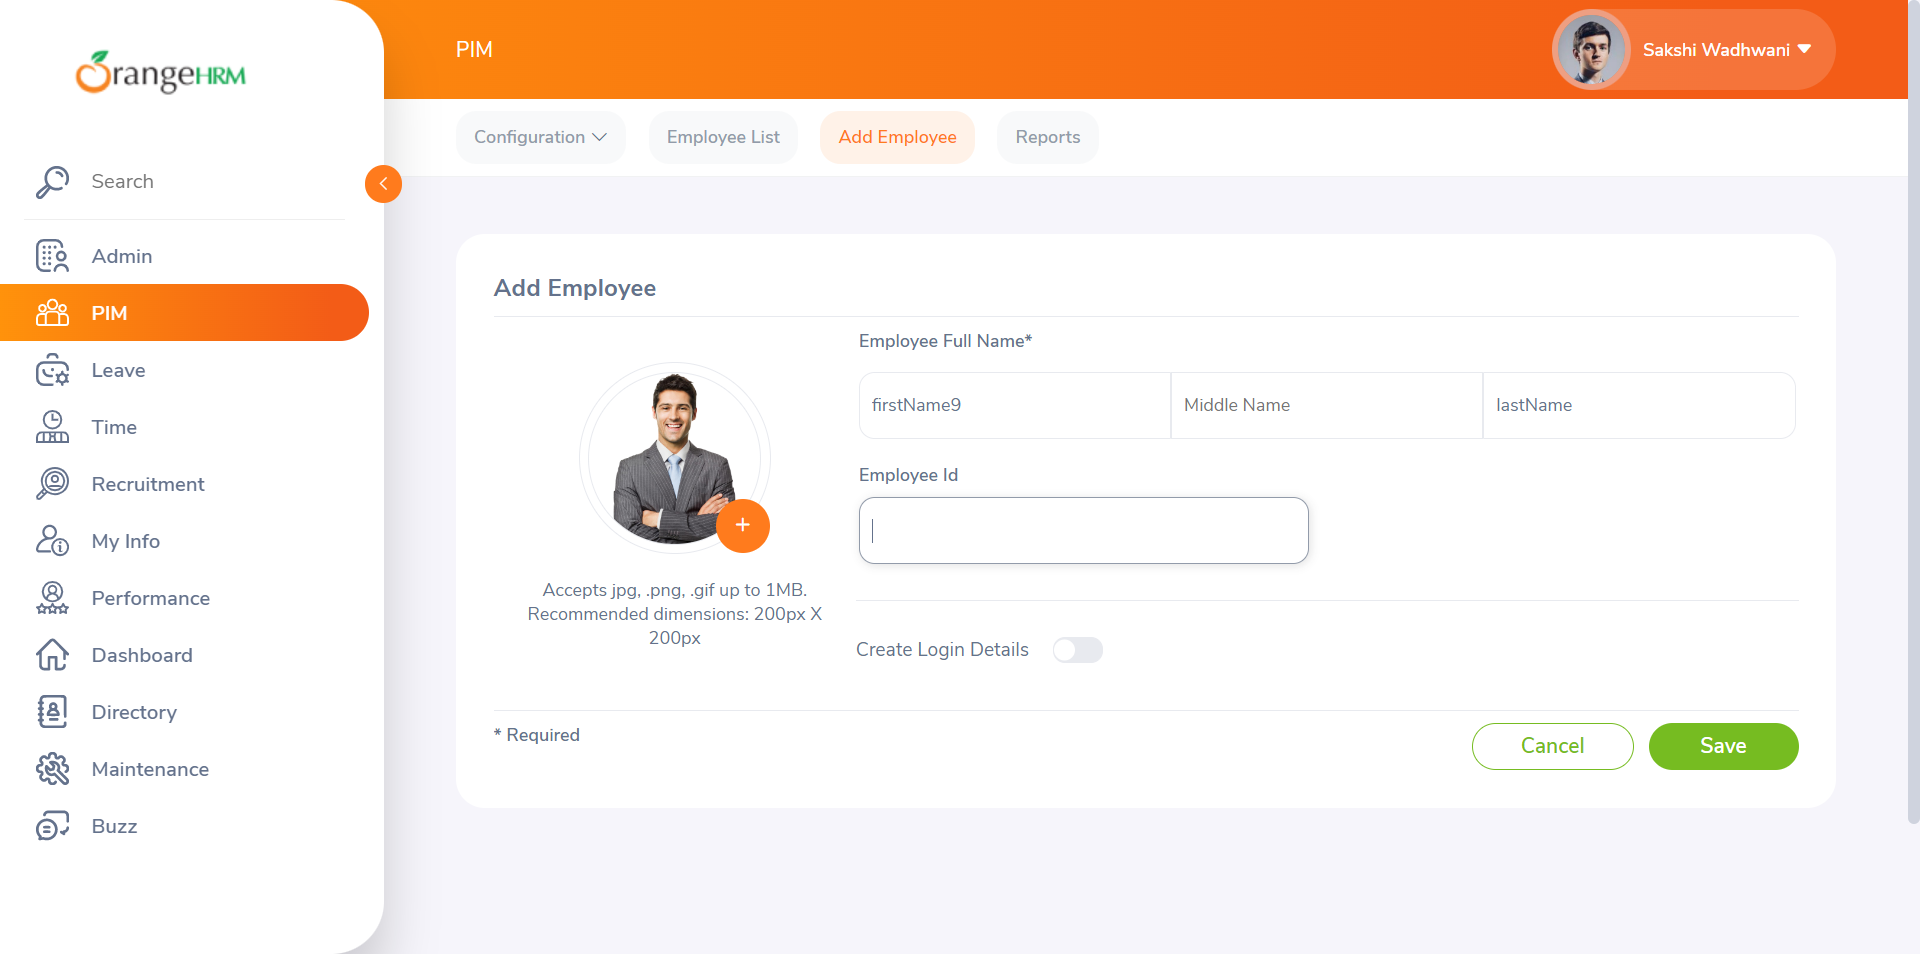 OrangeHRM
PIM
Sakshi Wadhwani
Configuration
Employee List
Add Employee
Reports
Search
Admin
PIM
Leave
Time
Recruitment
My Info
Performance
Dashboard
Directory
Maintenance
Buzz
Add Employee
Accepts jpg, .png, .gif up to 1MB.
Recommended dimensions: 200px X
200px
Employee Full Name*
firstName9
Middle Name
lastName
Employee Id
Create Login Details
* Required
Cancel
Save